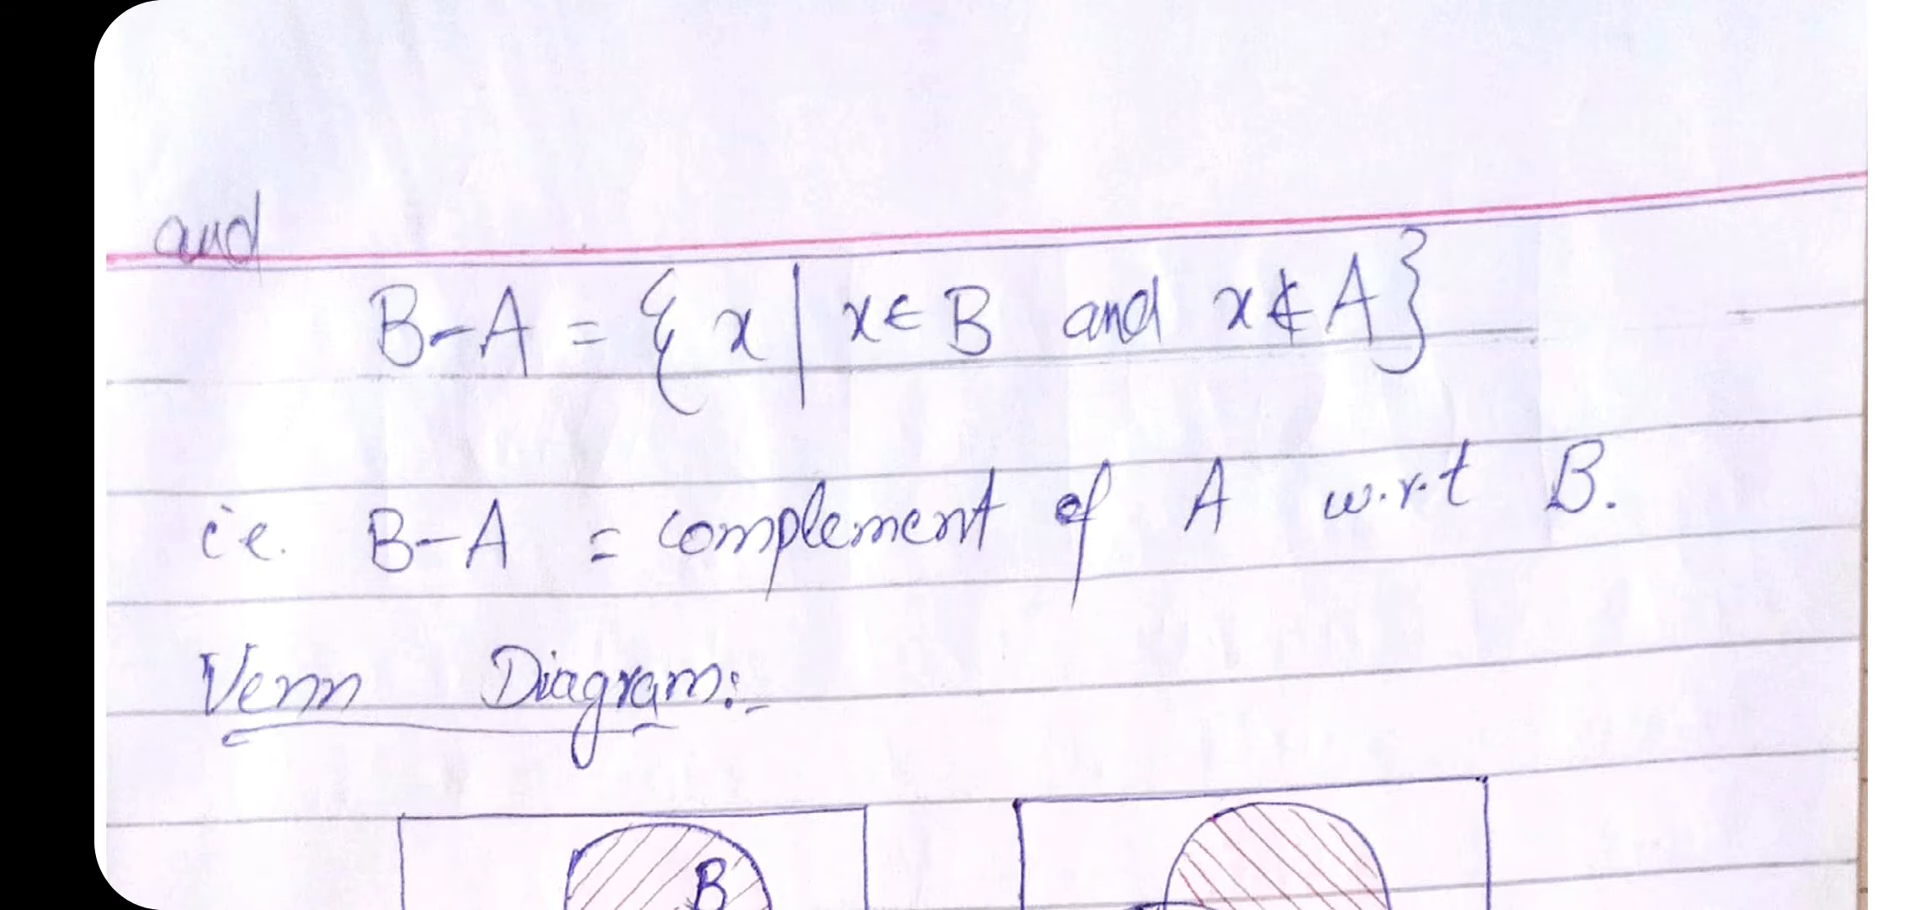 and
B-A = { x | x ∈ B and x ∉ A }
i.e. B-A = complement of A w.r.t B.
Venn Diagram:-
B